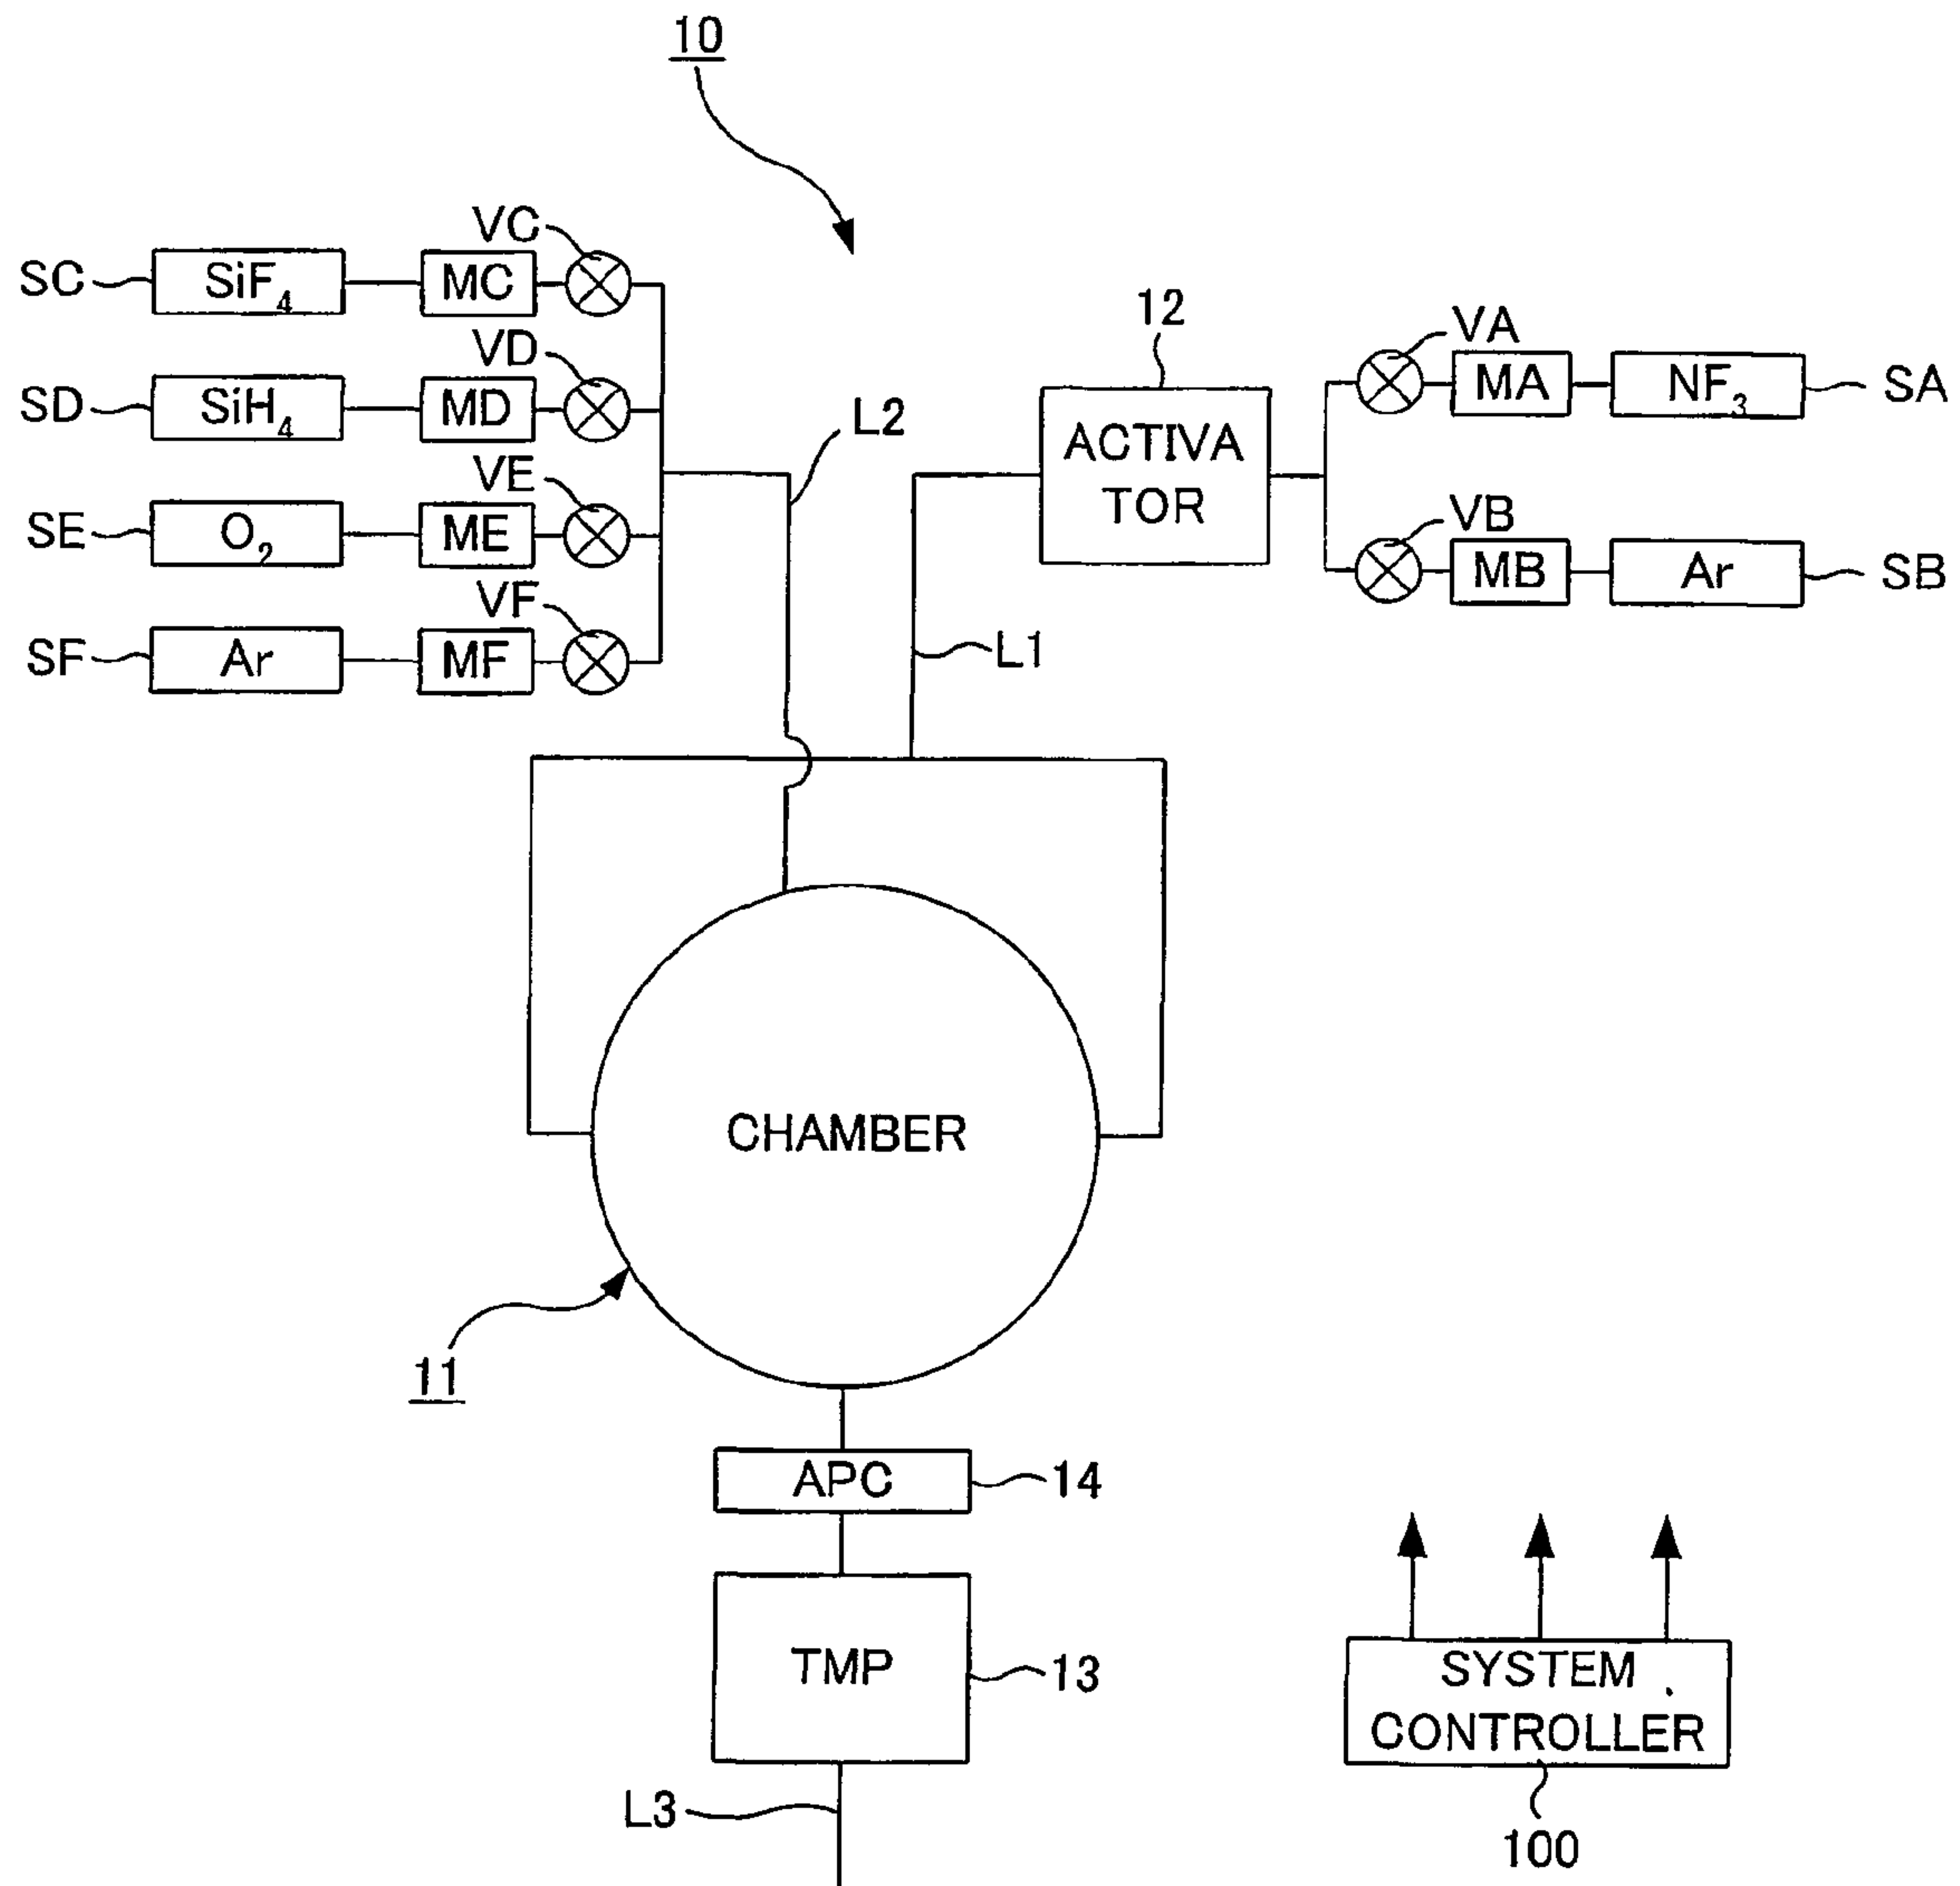 10
VC
SC SiF₄ MC
VD
SD SiH₄ MD
VE
SE O₂ ME
VF
SF Ar MF
L2
12
ACTIVA
TOR
VA
MA NF₃ SA
VB
MB Ar SB
L1
CHAMBER
11
APC 14
TMP 13
L3
SYSTEM
CONTROLLER
100